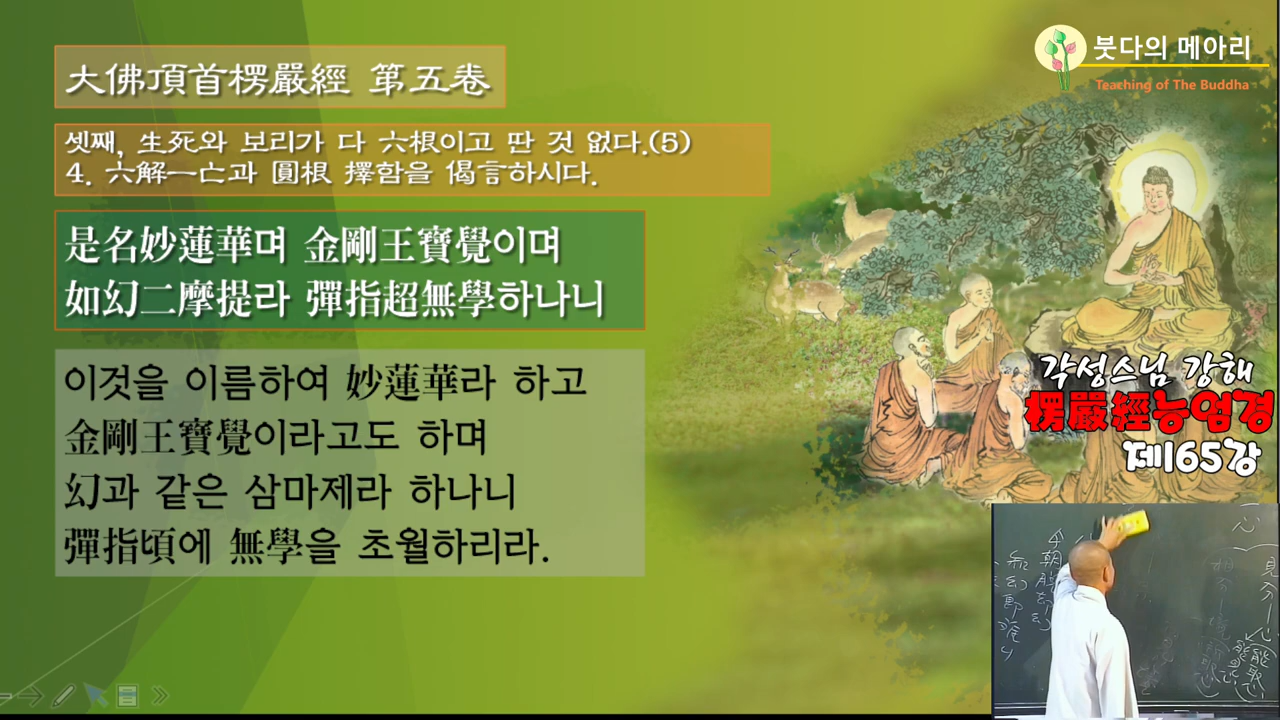 大佛頂首楞嚴經 第五卷
셋째, 生死와 보리가 다 六根이고 딴 것 없다.(5)
4. 六解一亡과 圓根 擇함을 偈言하시다.
是名妙蓮華며 金剛王寶覺이며
如幻二摩提라 彈指超無學하나니
이것을 이름하여 妙蓮華라 하고
金剛王寶覺이라고도 하며
幻과 같은 삼마제라 하나니
彈指頃에 無學을 초월하리라.
붓다의 메아리
Teaching of The Buddha
각성스님 강해
楞嚴經능엄경
제165강